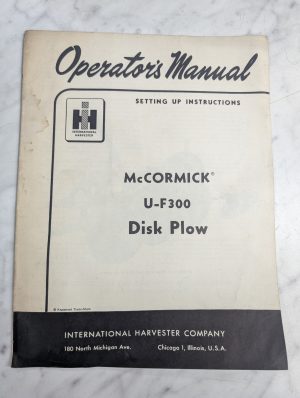 Operator's Manual
SETTING UP INSTRUCTIONS
INTERNATIONAL
HARVESTER
McCORMICK®
U-F300
Disk Plow
® Registered Trade-Mark
INTERNATIONAL HARVESTER COMPANY
180 North Michigan Ave. Chicago 1, Illinois, U.S.A.